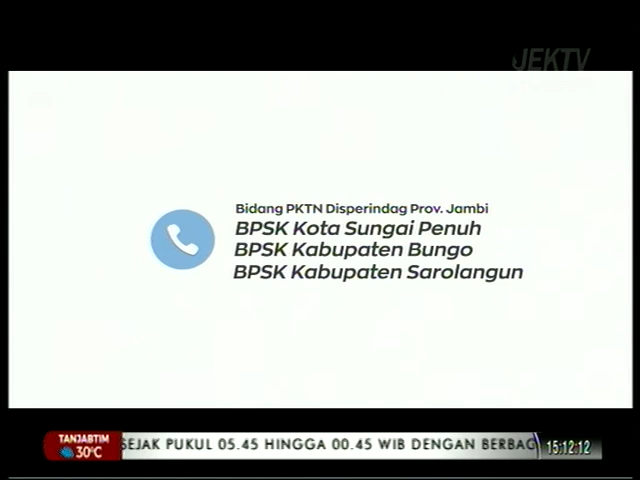 JEKTV
Bidang PKTN Disperindag Prov. Jambi
BPSK Kota Sungai Penuh
BPSK Kabupaten Bungo
BPSK Kabupaten Sarolangun
TANJABTIM
30°C
SEJAK PUKUL 05.45 HINGGA 00.45 WIB DENGAN BERBAG
15:12:12